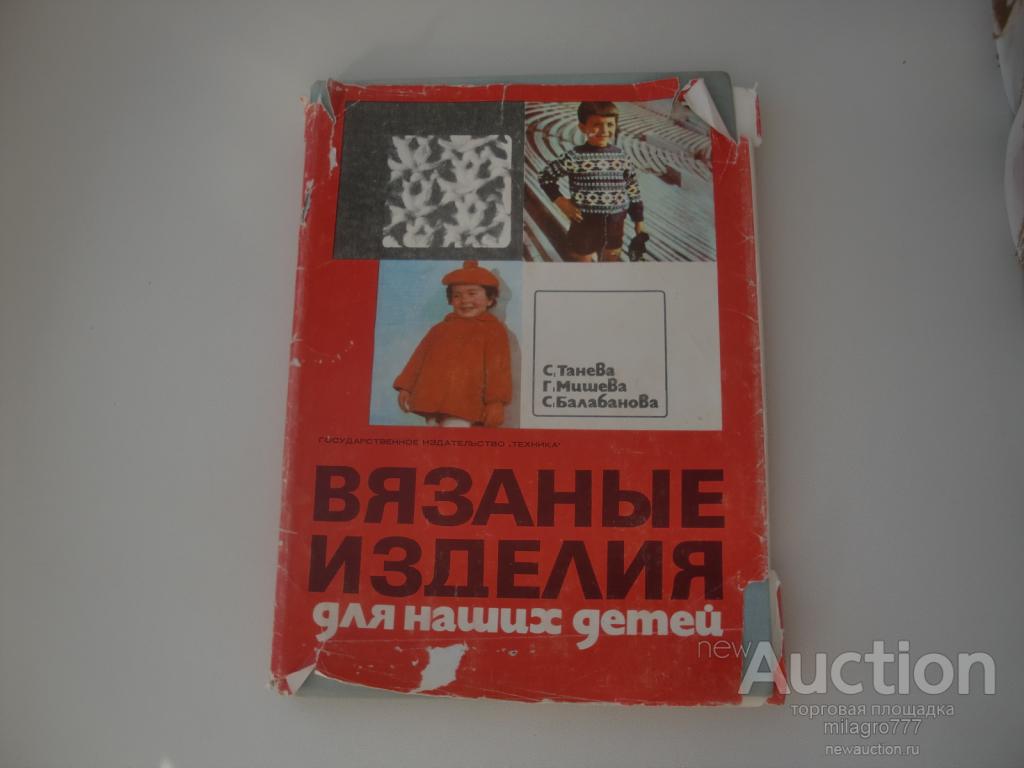 С. Танева
Г. Мишева
С. Балабанова
ГОСУДАРСТВЕННОЕ ИЗДАТЕЛЬСТВО „ТЕХНИКА“
ВЯЗАНЫЕ
ИЗДЕЛИЯ
для наших детей
newAuction
торговая площадка
milagro777
newauction.ru